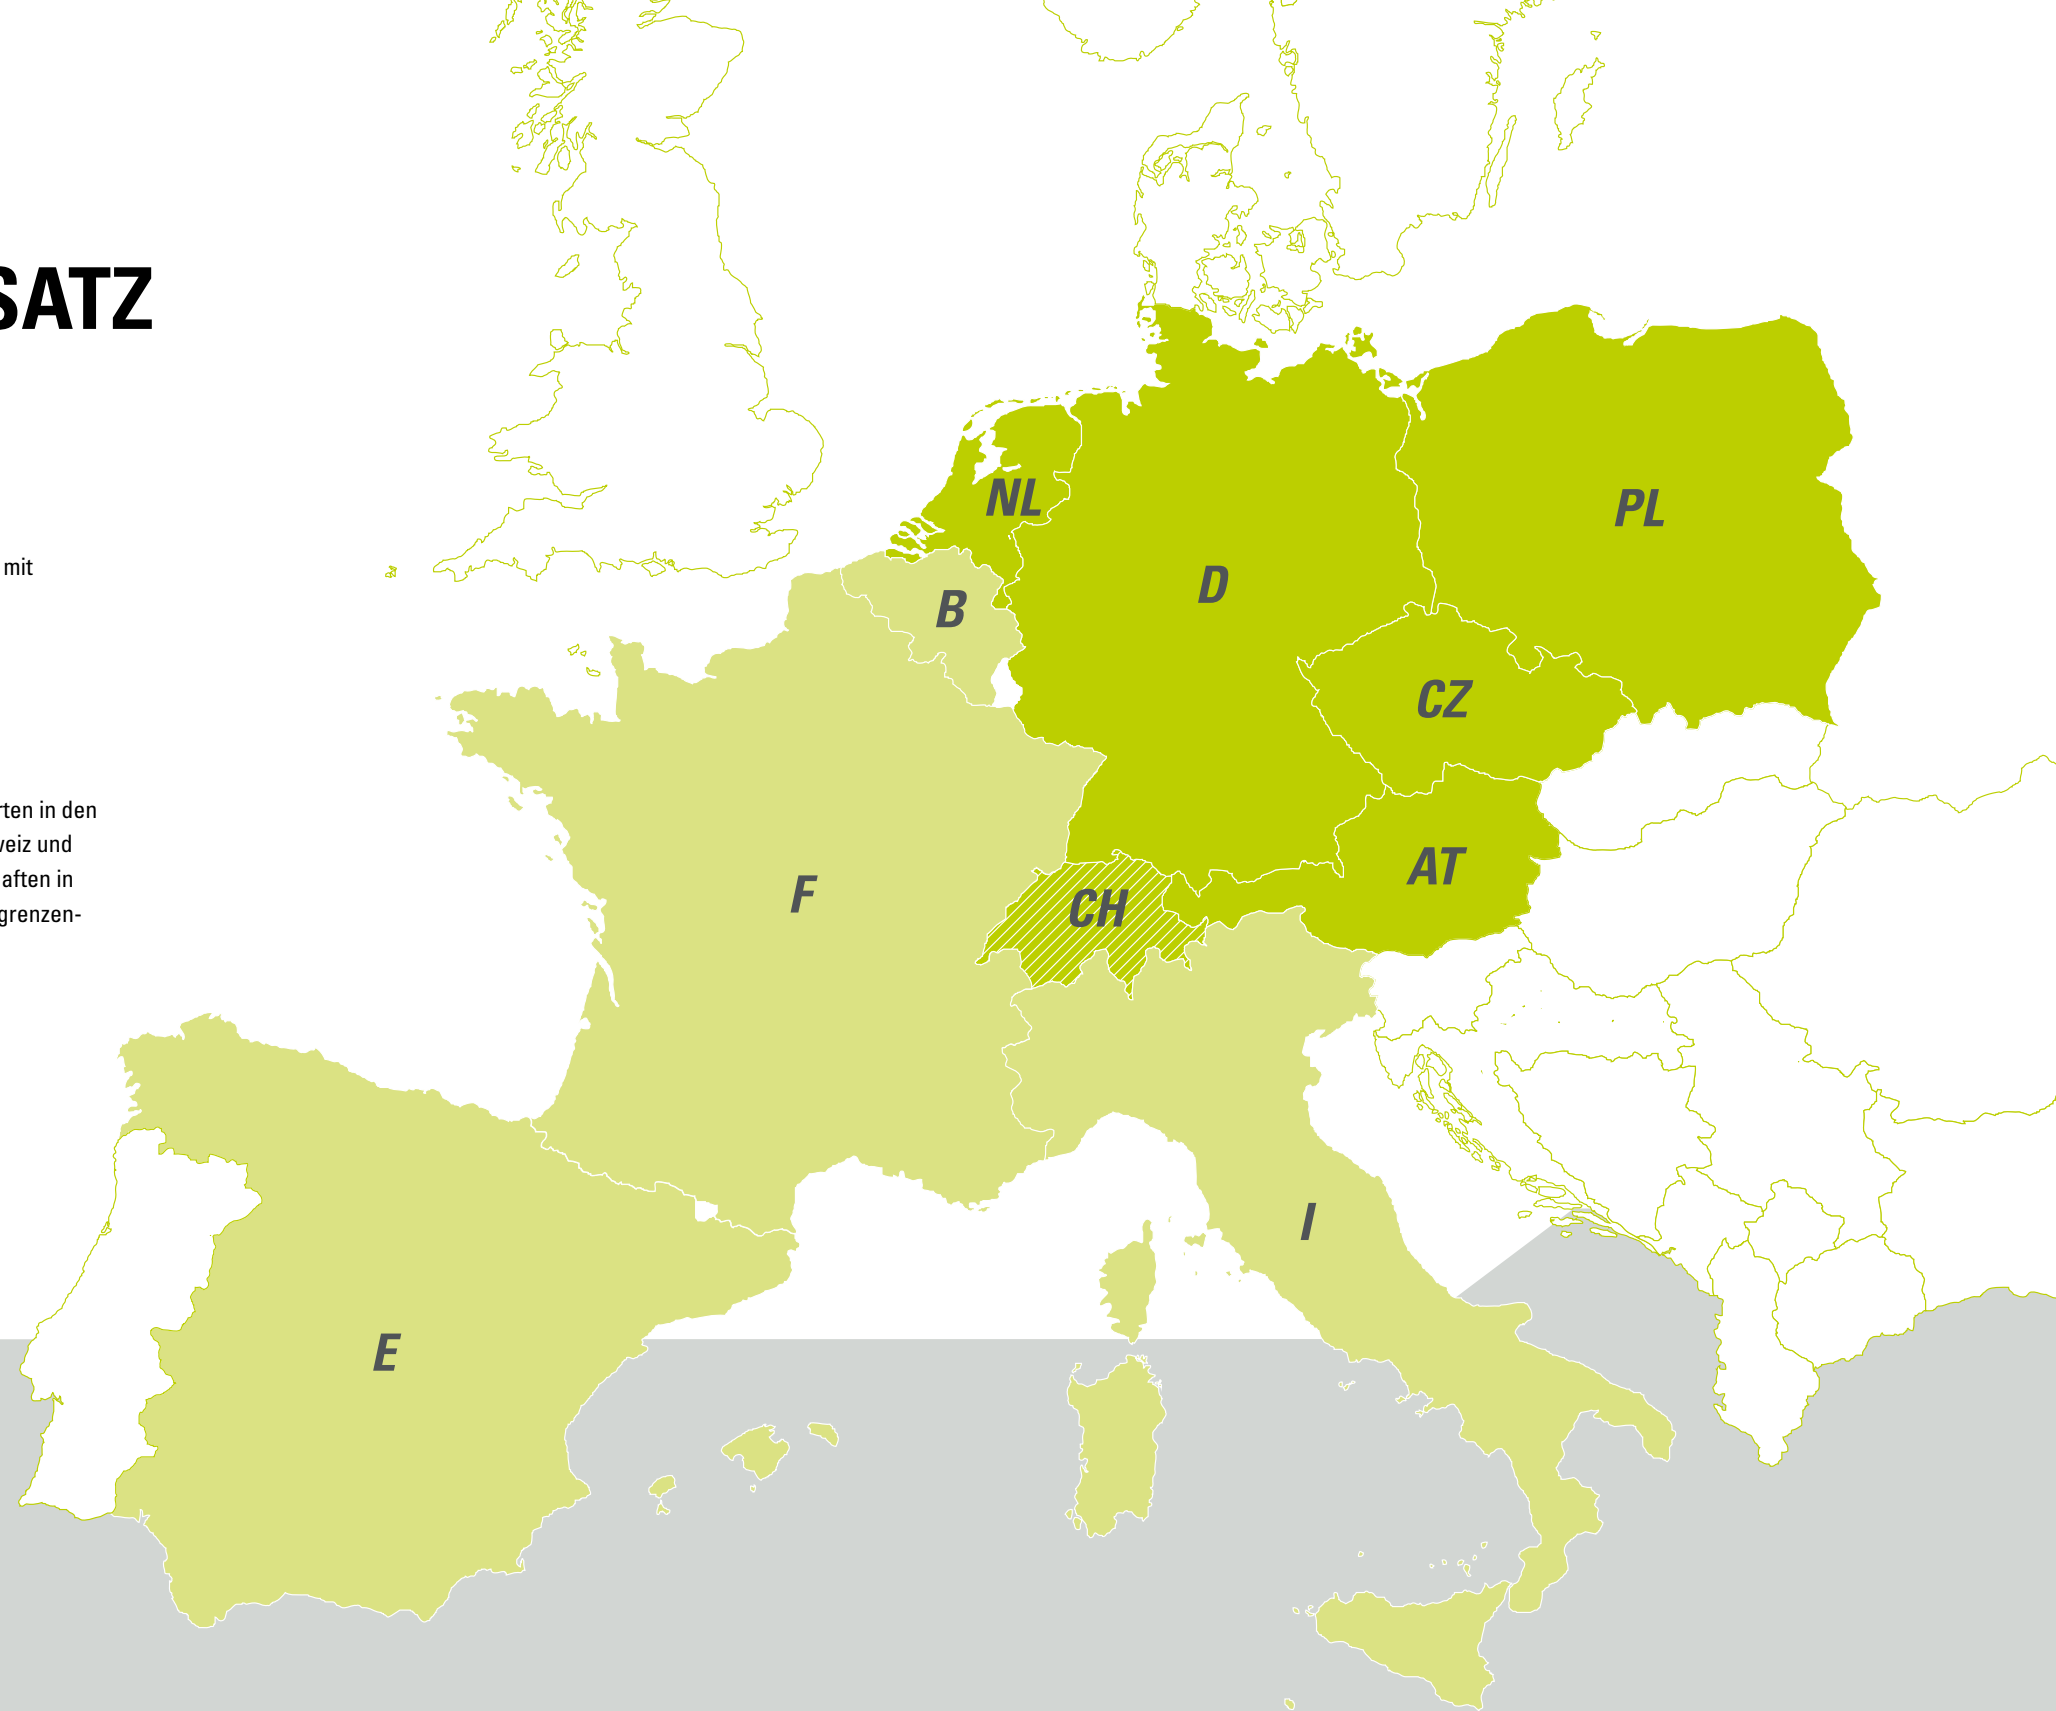 SATZ
mit
rten in den
veiz und
aften in
grenzen-
NL
PL
D
B
CZ
AT
F
CH
I
E